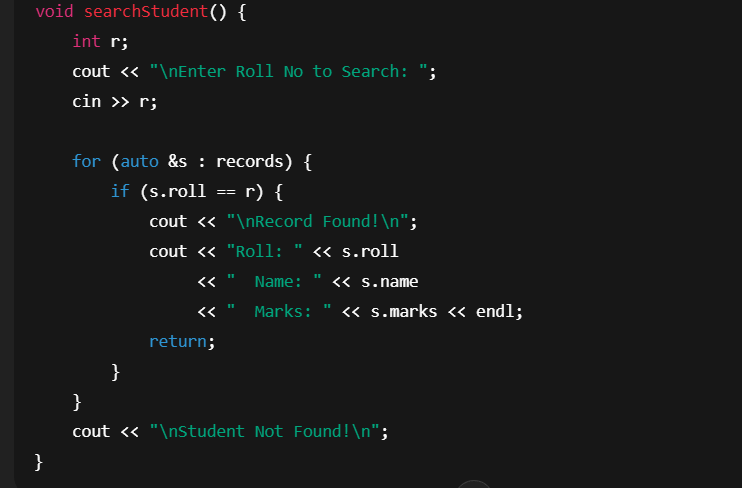 void searchStudent() {
    int r;
    cout << "\nEnter Roll No to Search: ";
    cin >> r;

    for (auto &s : records) {
        if (s.roll == r) {
            cout << "\nRecord Found!\n";
            cout << "Roll: " << s.roll
                 << "  Name: " << s.name
                 << "  Marks: " << s.marks << endl;
            return;
        }
    }
    cout << "\nStudent Not Found!\n";
}